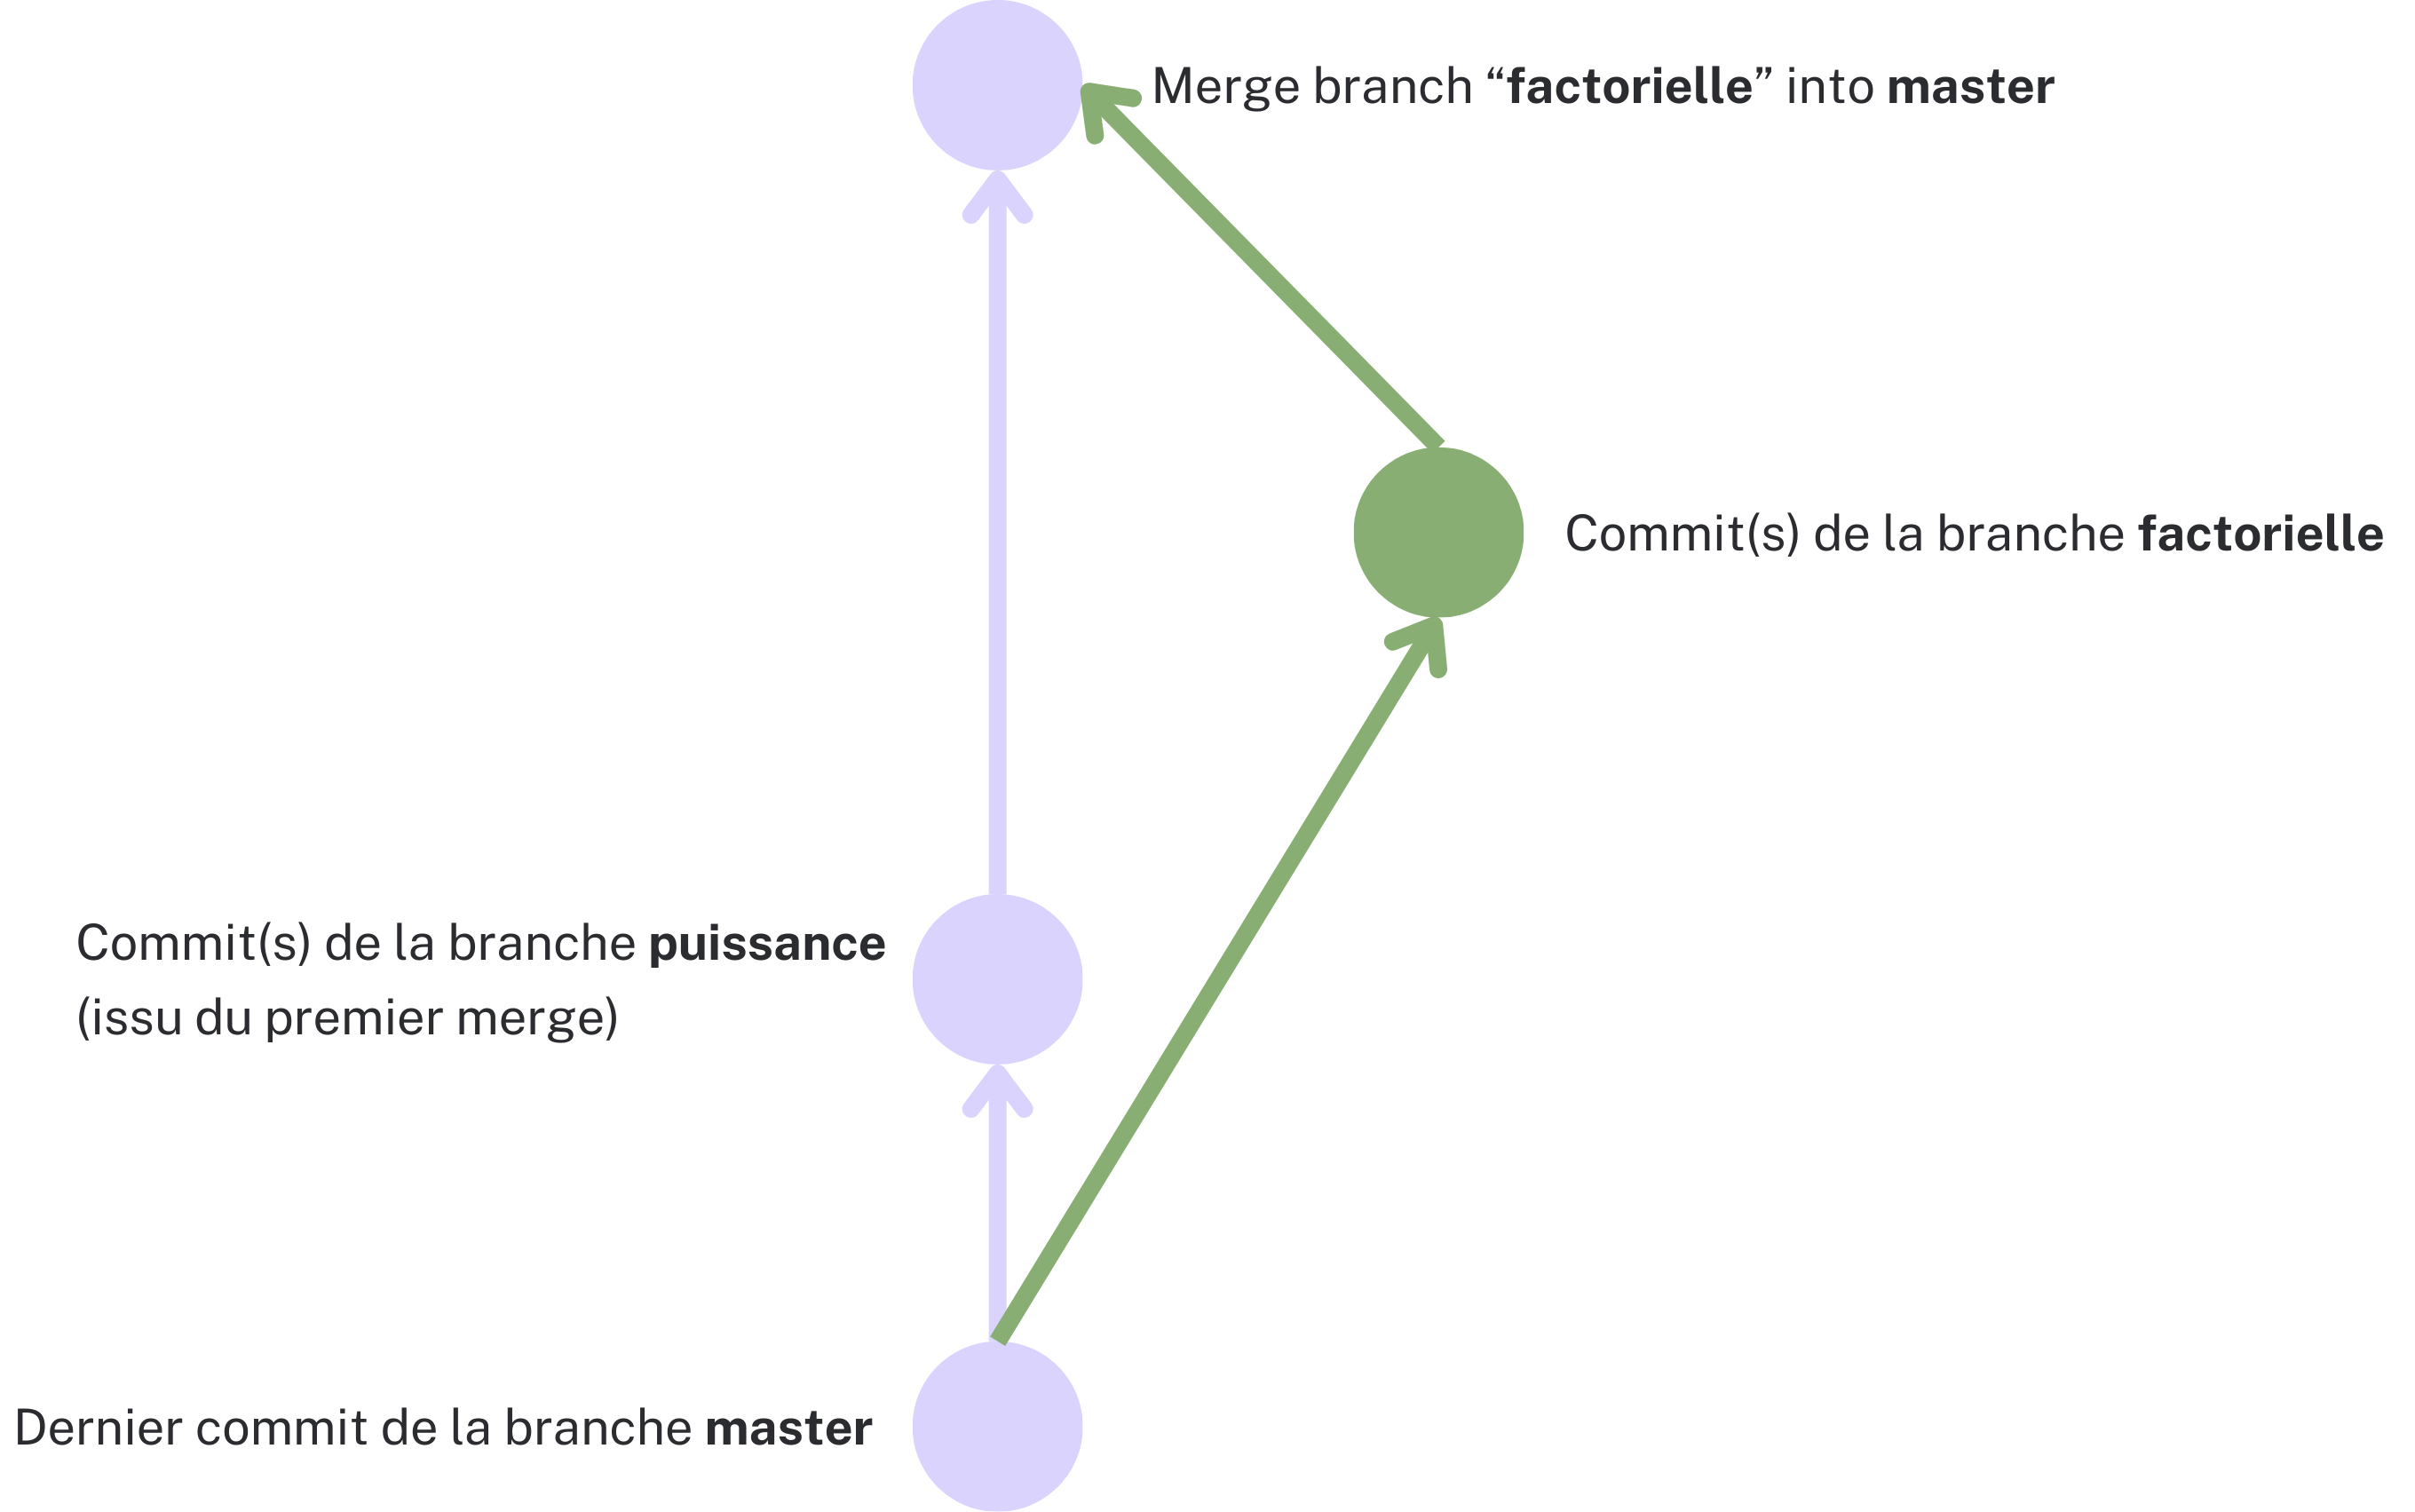 Merge branch “factorielle” into master
Commit(s) de la branche factorielle
Commit(s) de la branche puissance
(issu du premier merge)
Dernier commit de la branche master